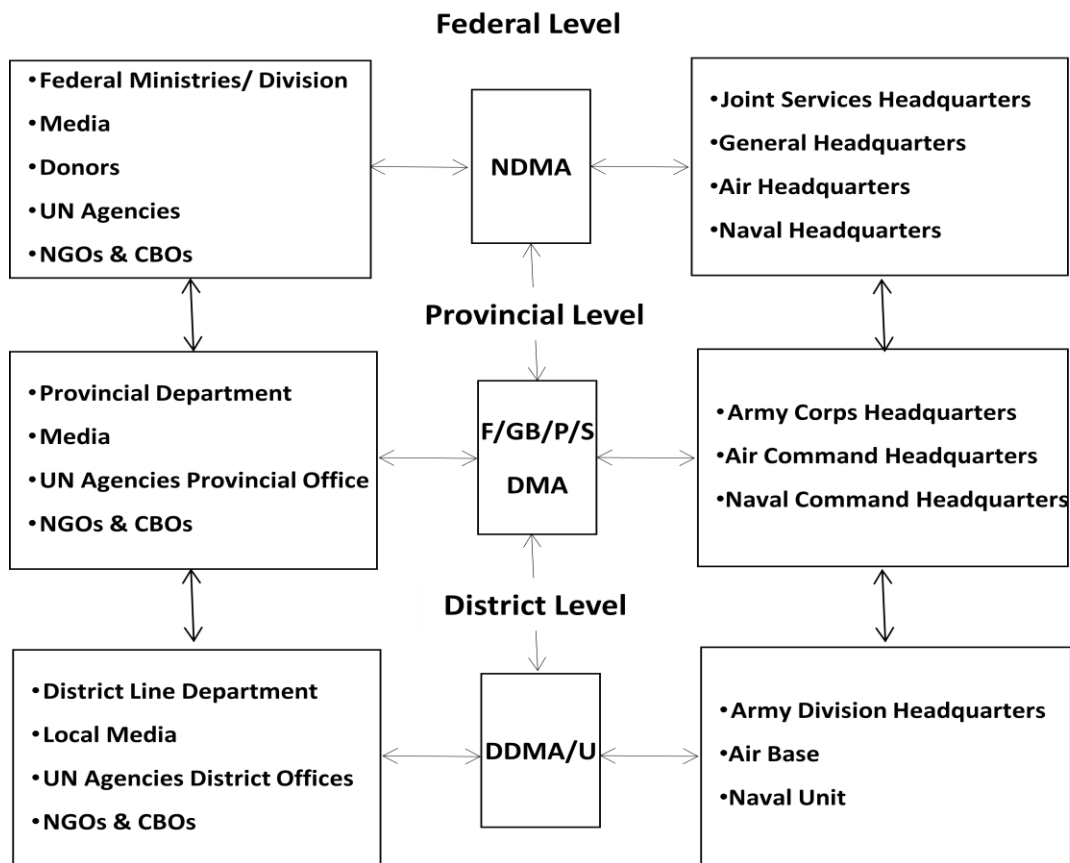 Federal Level
•Federal Ministries/ Division
•Media
•Donors
•UN Agencies
•NGOs & CBOs
NDMA
•Joint Services Headquarters
•General Headquarters
•Air Headquarters
•Naval Headquarters
Provincial Level
•Provincial Department
•Media
•UN Agencies Provincial Office
•NGOs & CBOs
F/GB/P/S
DMA
•Army Corps Headquarters
•Air Command Headquarters
•Naval Command Headquarters
District Level
•District Line Department
•Local Media
•UN Agencies District Offices
•NGOs & CBOs
DDMA/U
•Army Division Headquarters
•Air Base
•Naval Unit